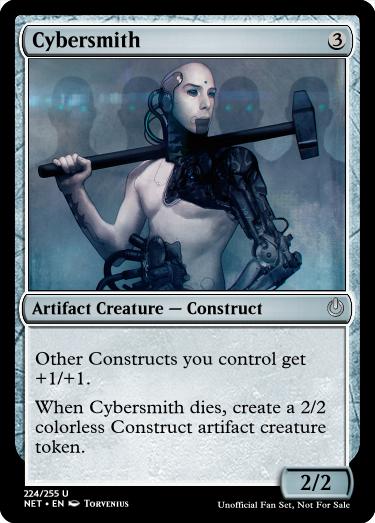 Cybersmith 3
Artifact Creature — Construct
Other Constructs you control get
+1/+1.
When Cybersmith dies, create a 2/2
colorless Construct artifact creature
token.
2/2
224/255 U
NET • EN Torvenius
Unofficial Fan Set, Not For Sale